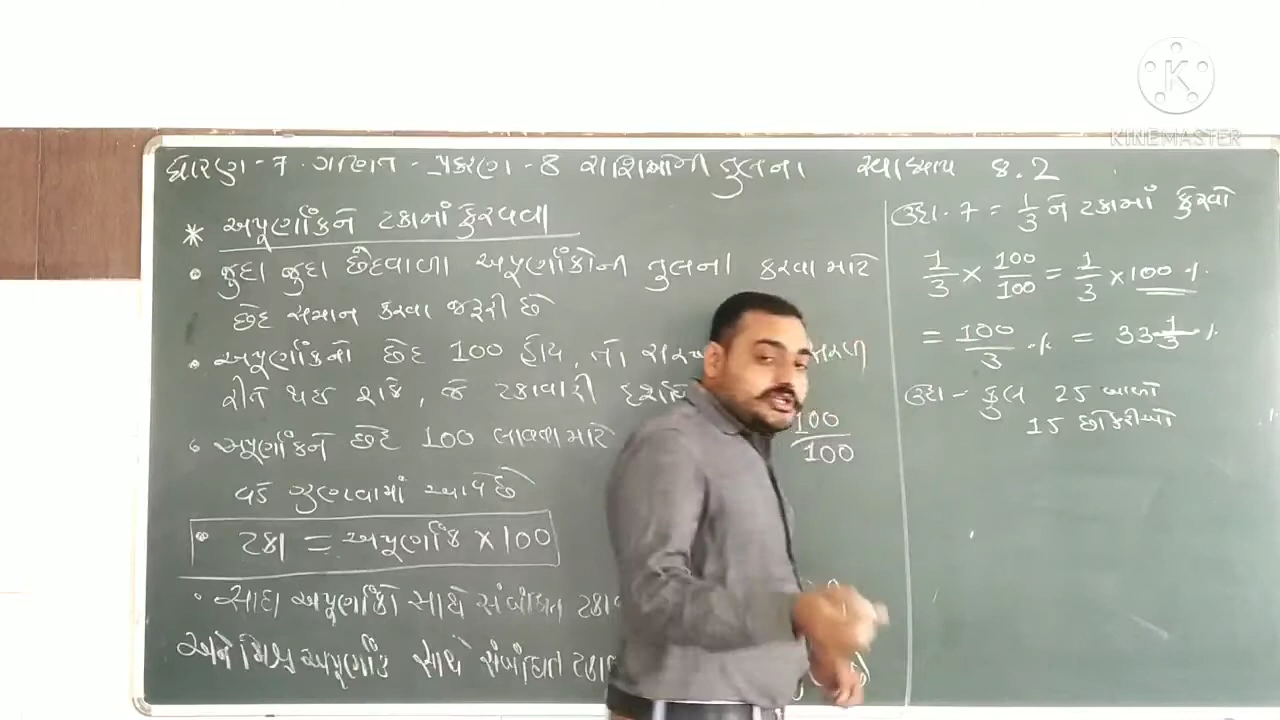 KINEMASTER
ધોરણ - 7 ગણિત - પ્રકરણ - 8 રાશિઓની તુલના સ્વાધ્યાય 8.2
* અપૂર્ણાંકને ટકામાં ફેરવવા
• જુદા જુદા છેદવાળા અપૂર્ણાંકોની તુલના કરવા માટે
છેદ સમાન કરવા જરૂરી છે
• અપૂર્ણાંકનો છેદ 100 હોય, તો
રીતે થઇ શકે, જે ટકાવારી
• અપૂર્ણાંકને છેદ 100 લાવવા માટે 100/100
વડે ગુણવામાં આવે છે
• ટકા = અપૂર્ણાંક × 100
• સાદા અપૂર્ણાંકો સાથે સંબંધિત
અને મિશ્ર અપૂર્ણાંક સાથે સંબંધિત
ઉદા. 7 = 1/3 ને ટકામાં ફેરવો
1/3 × 100/100 = 1/3 × 100 %
= 100/3 % = 33 1/3 %
ઉદા - કુલ 25 બાળકો
15 છોકરીઓ